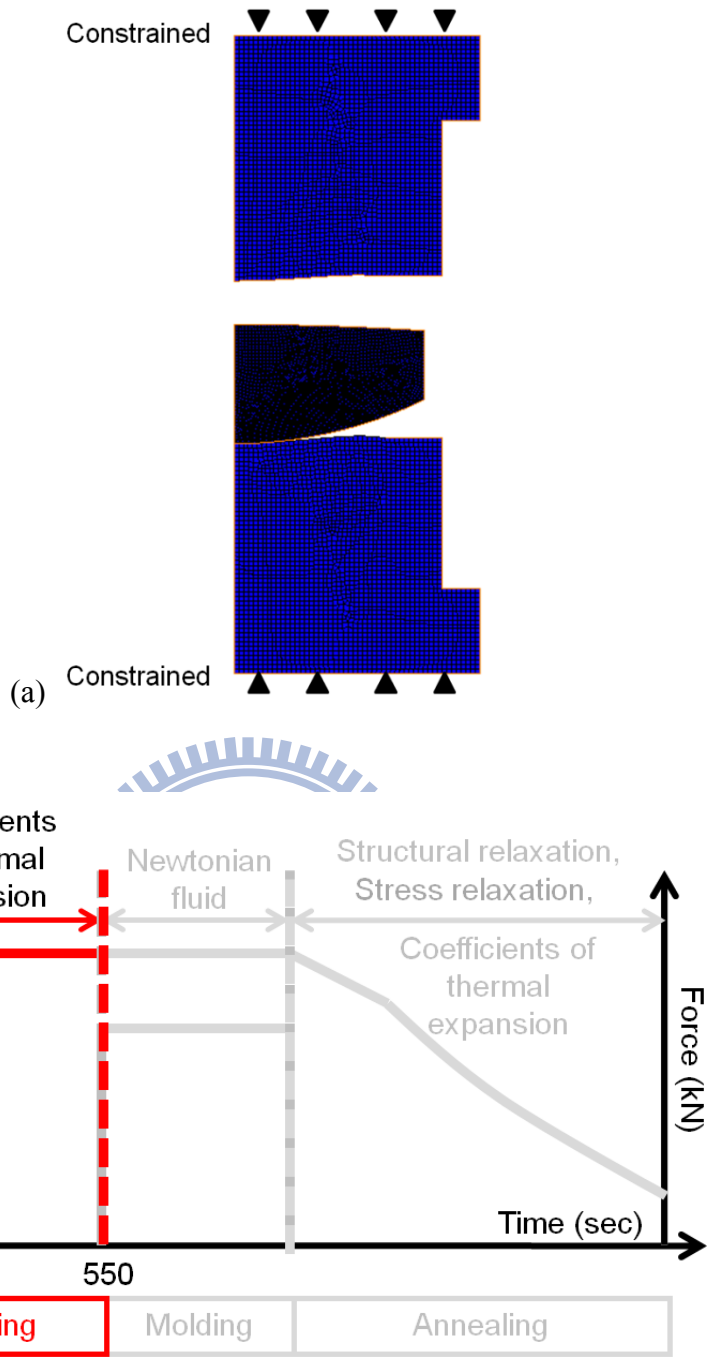 Constrained
Constrained
(a)
Newtonian
fluid
Structural relaxation,
Stress relaxation,
Coefficients of
thermal
expansion
Force (kN)
Time (sec)
550
Molding
Annealing